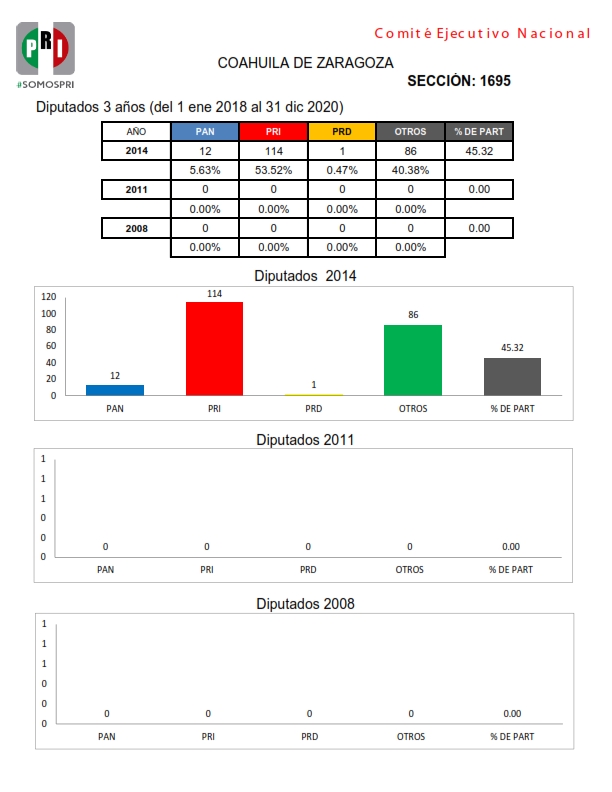 Comité Ejecutivo Nacional
PRI
#SOMOSPRI
COAHUILA DE ZARAGOZA
SECCIÓN: 1695
Diputados 3 años (del 1 ene 2018 al 31 dic 2020)
AÑO PAN PRI PRD OTROS % DE PART
2014 12 114 1 86 45.32
5.63% 53.52% 0.47% 40.38%
2011 0 0 0 0 0.00
0.00% 0.00% 0.00% 0.00%
2008 0 0 0 0 0.00
0.00% 0.00% 0.00% 0.00%
Diputados 2014
120
100
80
60
40
20
0
12 114 1 86 45.32
PAN PRI PRD OTROS % DE PART
Diputados 2011
1
1
1
0
0
0
0 0 0 0 0.00
PAN PRI PRD OTROS % DE PART
Diputados 2008
1
1
1
0
0
0
0 0 0 0 0.00
PAN PRI PRD OTROS % DE PART